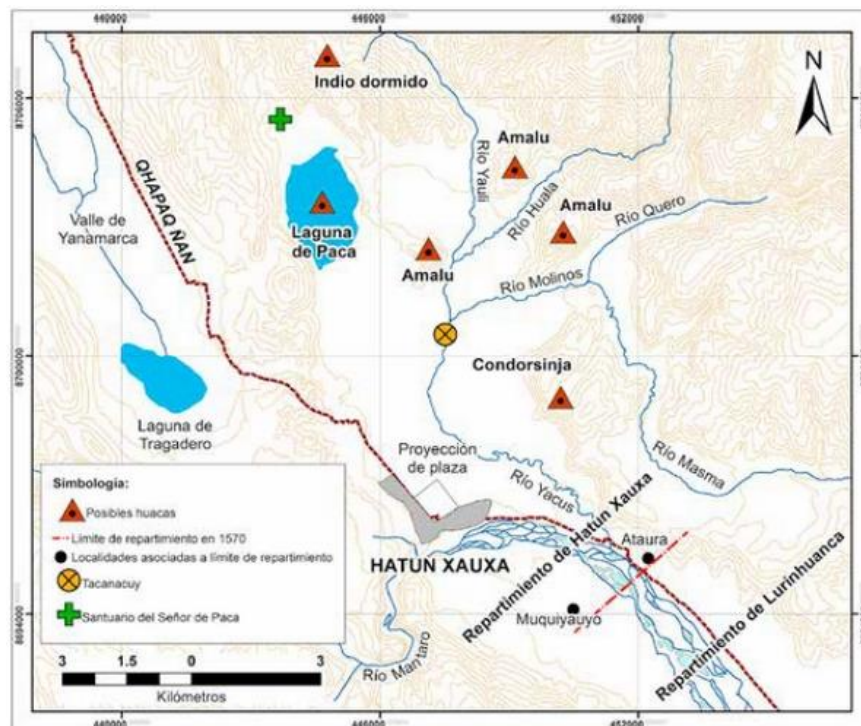 440000 446000 452000
N
Indio dormido
8706000
Amalu
Río Yauli
Río Huala
QHAPAQ ÑAN
Valle de
Yanamarca
Amalu
Río Quero
Laguna
de Paca
Amalu
Río Molinos
8700000
Condorsinja
Laguna de
Tragadero
Proyección
de plaza
Río Masma
Río Yacus
Simbología:
Posibles huacas
Límite de repartimiento en 1570
Localidades asociadas a límite de repartimiento
Tacanacuy
Santuario del Señor de Paca
3 1.5 0 3
Kilómetros
HATUN XAUXA
Repartimiento de Hatun Xauxa
Ataura
Muquiyauyo
Repartimiento de Lurinhuanca
8694000
Río Mantaro
440000 446000 452000